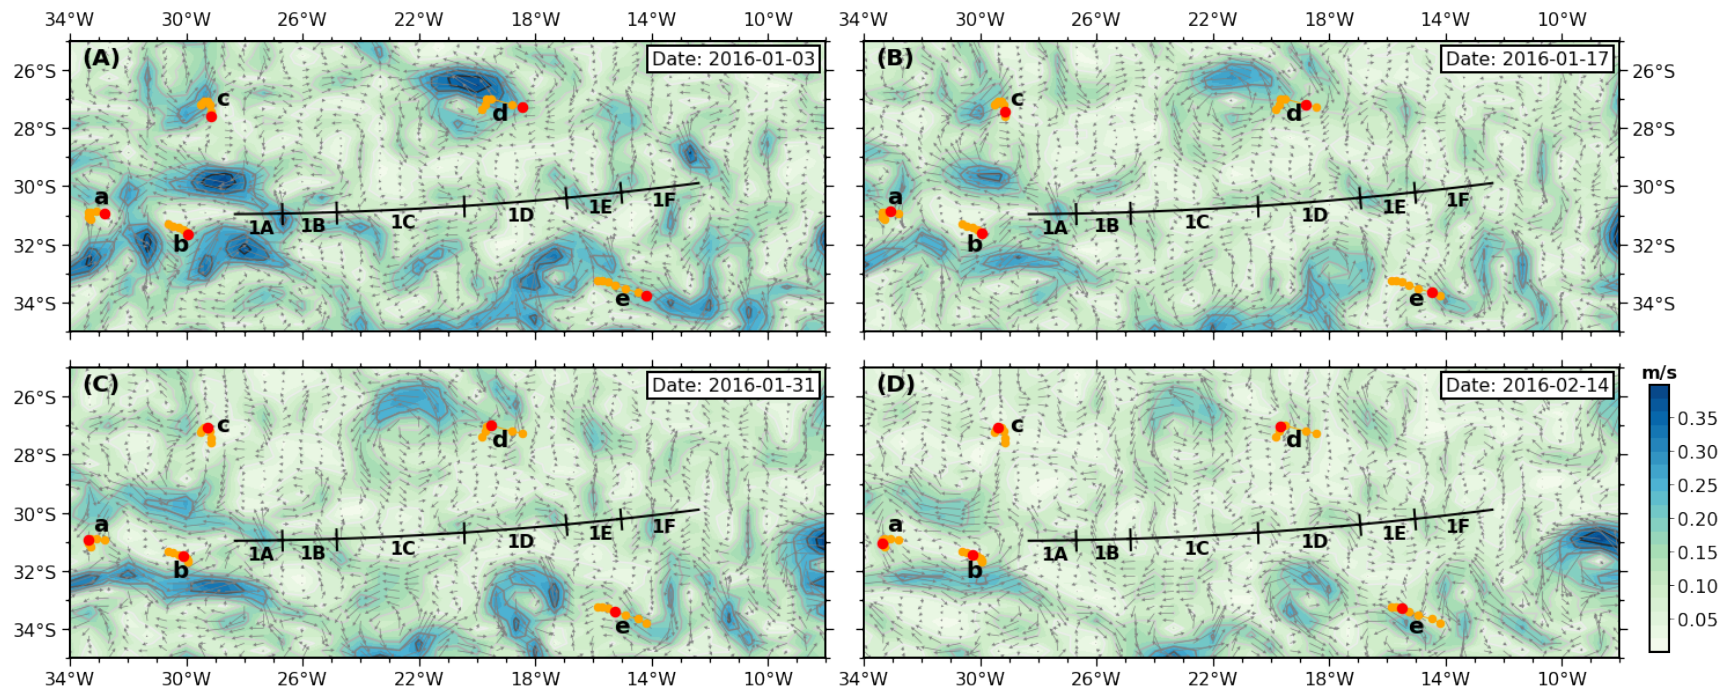 34°W 30°W 26°W 22°W 18°W 14°W 10°W 34°W 30°W 26°W 22°W 18°W 14°W 10°W
(A) Date: 2016-01-03 (B) Date: 2016-01-17
26°S 26°S
c d c d
28°S 28°S
30°S 30°S
a 1A 1B 1C 1D 1E 1F a 1A 1B 1C 1D 1E 1F
32°S b b 32°S
34°S e e 34°S
(C) Date: 2016-01-31 (D) Date: 2016-02-14 m/s
26°S 0.35
c d c d
28°S 0.30
30°S 0.25
a 1A 1B 1C 1D 1E 1F a 1A 1B 1C 1D 1E 1F 0.20
32°S b b 0.15
0.10
34°S e e 0.05
34°W 30°W 26°W 22°W 18°W 14°W 10°W 34°W 30°W 26°W 22°W 18°W 14°W 10°W